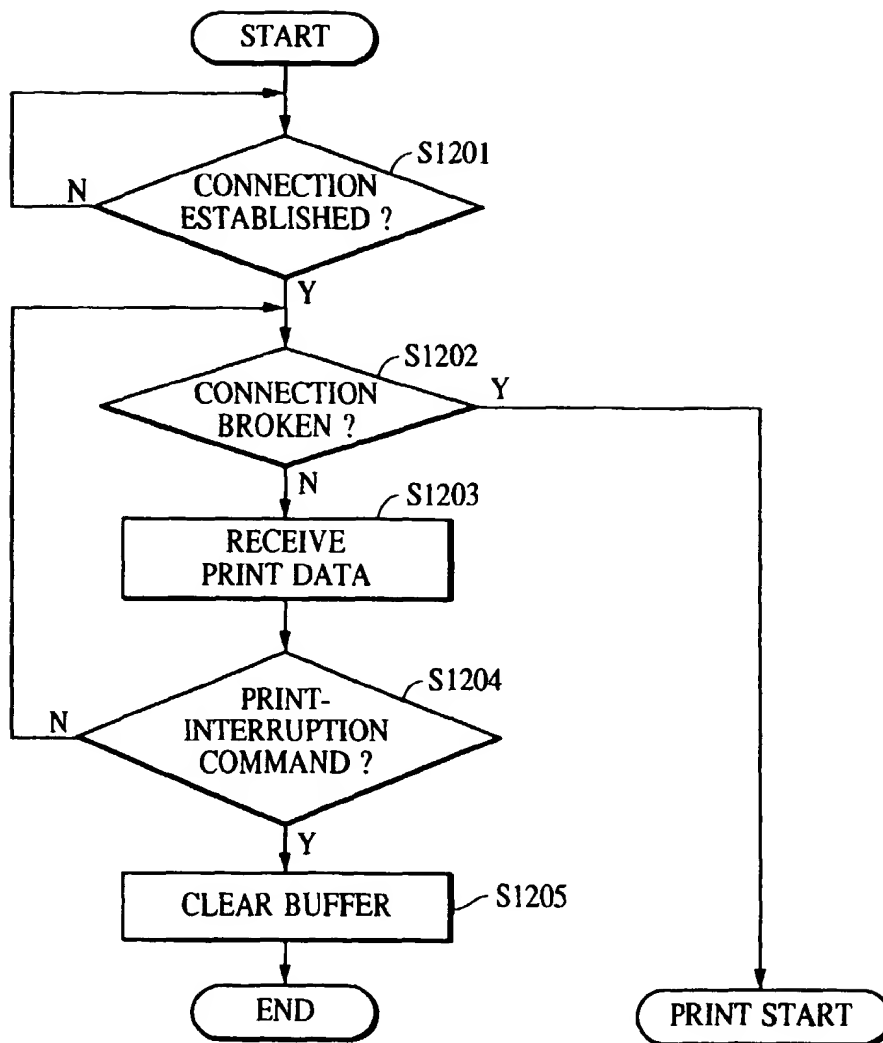 START
S1201
N
CONNECTION
ESTABLISHED ?
Y
S1202
CONNECTION
BROKEN ?
Y
N
S1203
RECEIVE
PRINT DATA
S1204
N
PRINT-
INTERRUPTION
COMMAND ?
Y
CLEAR BUFFER
S1205
END
PRINT START